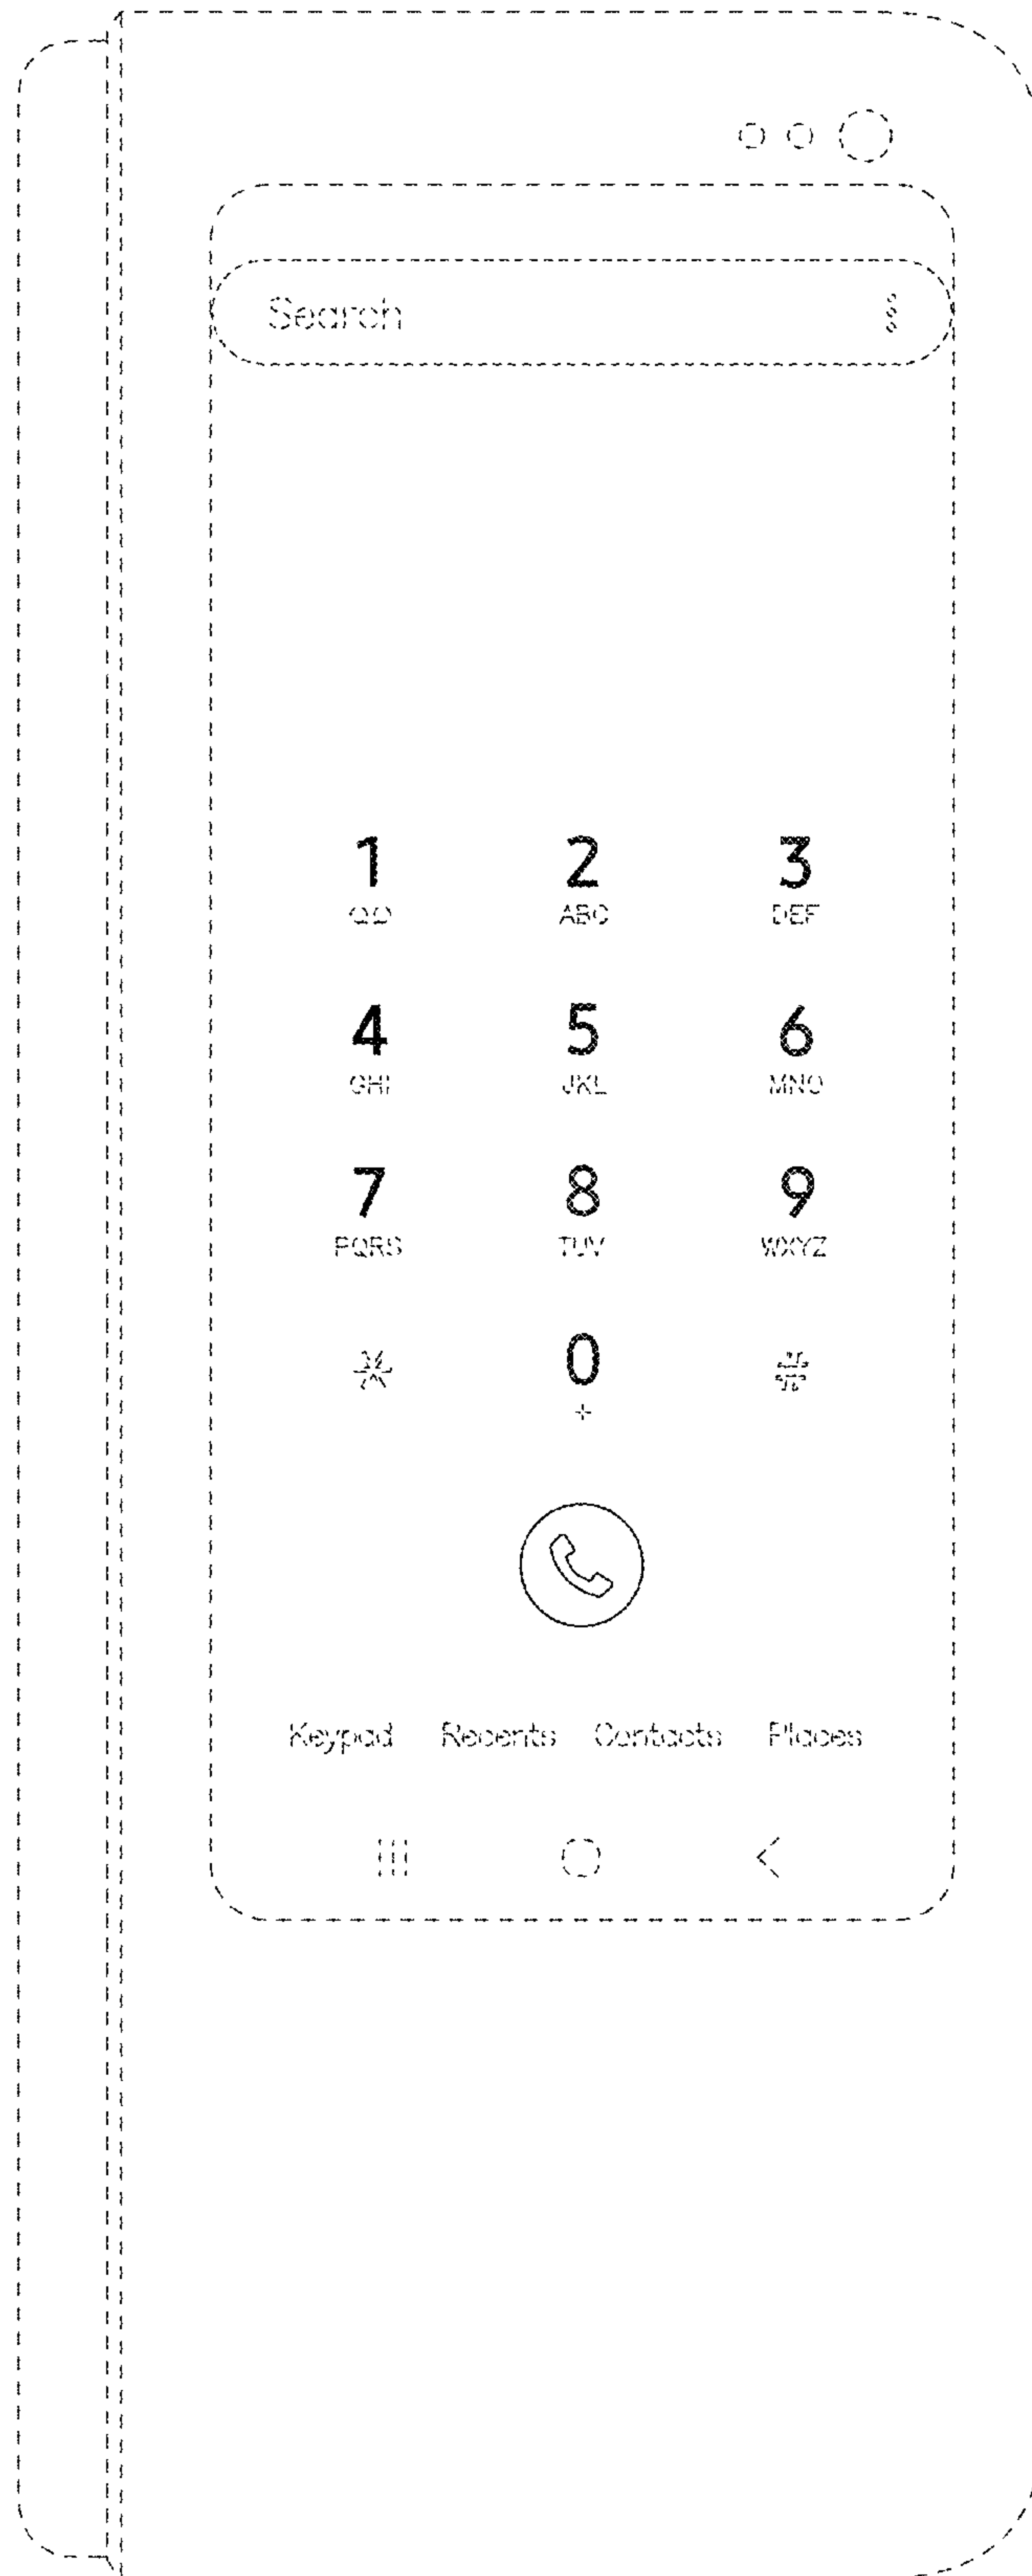 Search
1 2 3
ABC DEF
4 5 6
GHI JKL MNO
7 8 9
PQRS TUV WXYZ
* 0 #
+
Keypad Recents Contacts Places